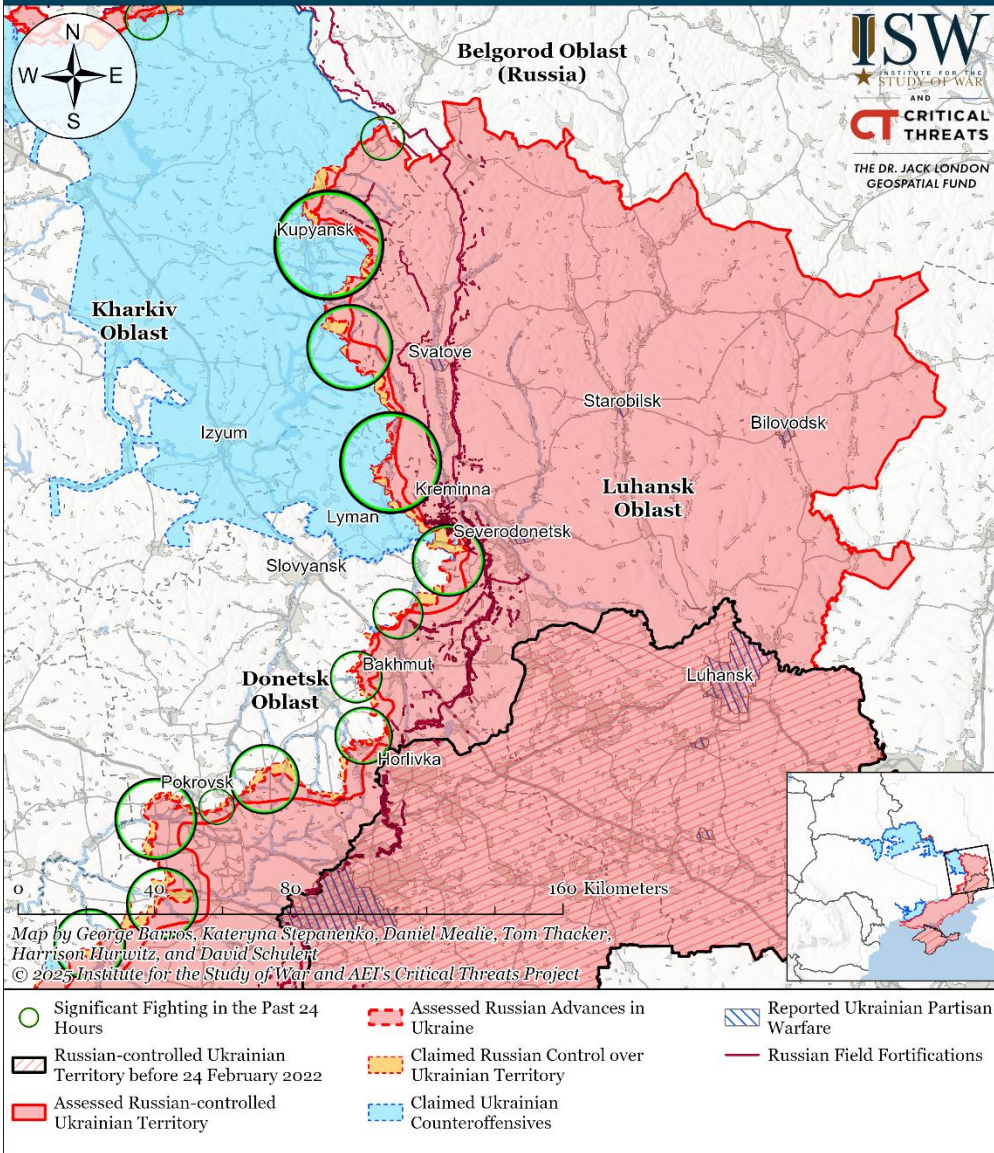 N
W E
S
Belgorod Oblast
(Russia)
ISW
INSTITUTE FOR THE
STUDY OF WAR
AND
CT CRITICAL
THREATS
THE DR. JACK LONDON
GEOSPATIAL FUND
Kupyansk
Kharkiv
Oblast
Svatove
Starobilsk
Bilovodsk
Izyum
Kreminna
Luhansk
Oblast
Lyman
Severodonetsk
Slovyansk
Bakhmut
Luhansk
Donetsk
Oblast
Horlivka
Pokrovsk
0 40 80 160 Kilometers
Map by George Barros, Kateryna Stepanenko, Daniel Mealie, Tom Thacker,
Harrison Hurwitz, and David Schulert
© 2025 Institute for the Study of War and AEI's Critical Threats Project
Significant Fighting in the Past 24
Hours
Russian-controlled Ukrainian
Territory before 24 February 2022
Assessed Russian-controlled
Ukrainian Territory
Assessed Russian Advances in
Ukraine
Claimed Russian Control over
Ukrainian Territory
Claimed Ukrainian
Counteroffensives
Reported Ukrainian Partisan
Warfare
Russian Field Fortifications